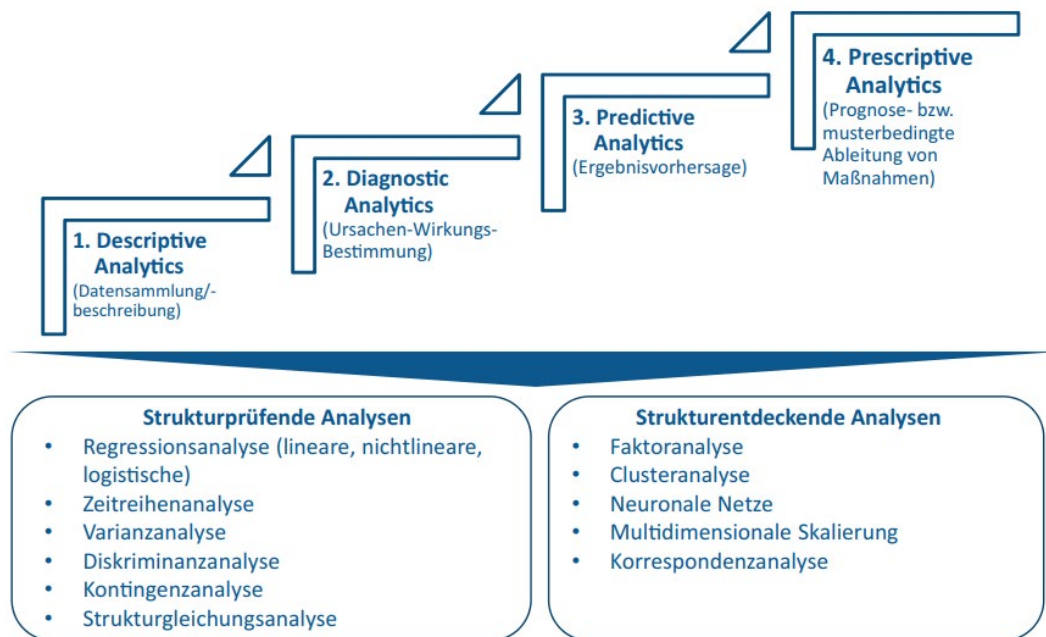 1. Descriptive
Analytics
(Datensammlung/-
beschreibung)
2. Diagnostic
Analytics
(Ursachen-Wirkungs-
Bestimmung)
3. Predictive
Analytics
(Ergebnisvorhersage)
4. Prescriptive
Analytics
(Prognose- bzw.
musterbedingte
Ableitung von
Maßnahmen)
Strukturprüfende Analysen
• Regressionsanalyse (lineare, nichtlineare,
logistische)
• Zeitreihenanalyse
• Varianzanalyse
• Diskriminanzanalyse
• Kontingenzanalyse
• Strukturgleichungsanalyse
Strukturentdeckende Analysen
• Faktoranalyse
• Clusteranalyse
• Neuronale Netze
• Multidimensionale Skalierung
• Korrespondenzanalyse